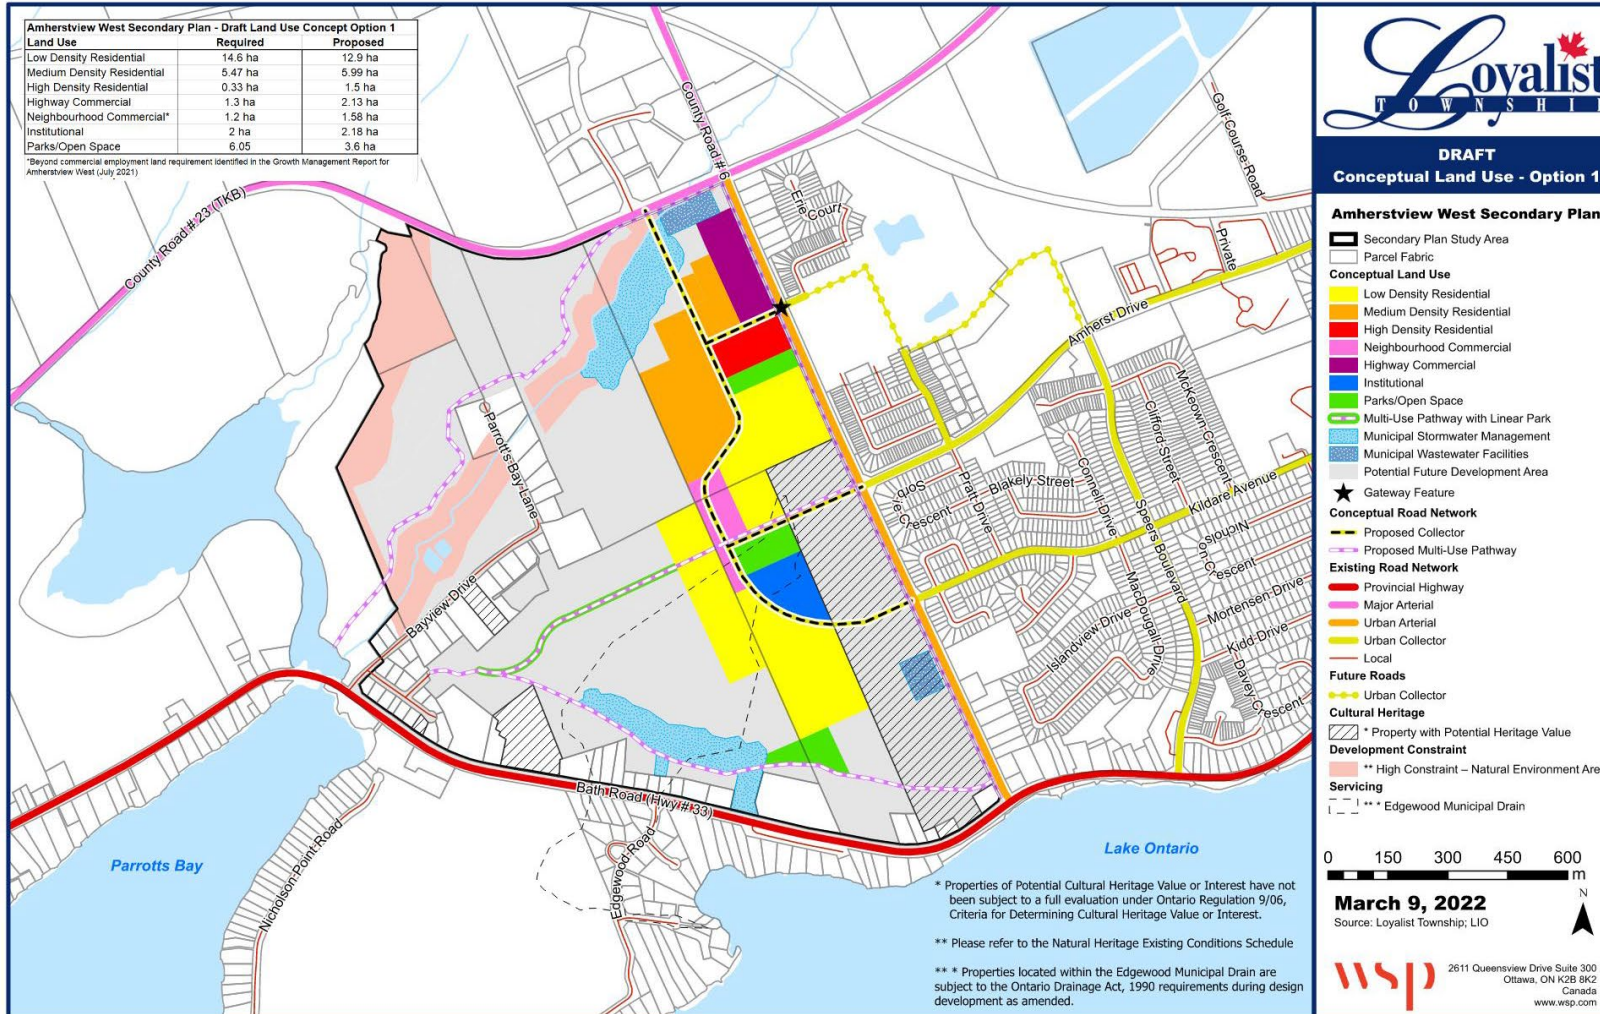 Amherstview West Secondary Plan - Draft Land Use Concept Option 1
Land Use Required Proposed
Low Density Residential 14.6 ha 12.9 ha
Medium Density Residential 5.47 ha 5.99 ha
High Density Residential 0.33 ha 1.5 ha
Highway Commercial 1.3 ha 2.13 ha
Neighbourhood Commercial* 1.2 ha 1.58 ha
Institutional 2 ha 2.18 ha
Parks/Open Space 6.05 3.6 ha
*Beyond commercial employment land requirement identified in the Growth Management Report for
Amherstview West (July 2021)
County Road # 23 (TKB)
County Road # 6
Golf Course Road
Erie Court
Private
Amherst Drive
McKeown Crescent
Clifford Street
Parrott's Bay Lane
Connell Drive
Blakely Street
Pratt Drive
Kildare Avenue
Speers Boulevard
Bayview Drive
MacDougall Drive
Mortensen Drive
Islandview Drive
Kidd Drive
Davey Crescent
Bath Road (Hwy # 33)
Nicholson Point Road
Edgewood Road
Parrotts Bay
Lake Ontario
* Properties of Potential Cultural Heritage Value or Interest have not
been subject to a full evaluation under Ontario Regulation 9/06,
Criteria for Determining Cultural Heritage Value or Interest.
** Please refer to the Natural Heritage Existing Conditions Schedule
** * Properties located within the Edgewood Municipal Drain are
subject to the Ontario Drainage Act, 1990 requirements during design
development as amended.
Loyalist
TOWNSHI
DRAFT
Conceptual Land Use - Option 1
Amherstview West Secondary Plan
Secondary Plan Study Area
Parcel Fabric
Conceptual Land Use
Low Density Residential
Medium Density Residential
High Density Residential
Neighbourhood Commercial
Highway Commercial
Institutional
Parks/Open Space
Multi-Use Pathway with Linear Park
Municipal Stormwater Management
Municipal Wastewater Facilities
Potential Future Development Area
Gateway Feature
Conceptual Road Network
Proposed Collector
Proposed Multi-Use Pathway
Existing Road Network
Provincial Highway
Major Arterial
Urban Arterial
Urban Collector
Local
Future Roads
Urban Collector
Cultural Heritage
* Property with Potential Heritage Value
Development Constraint
** High Constraint – Natural Environment Are
Servicing
** * Edgewood Municipal Drain
0 150 300 450 600
m
N
March 9, 2022
Source: Loyalist Township; LIO
wsp
2611 Queensview Drive Suite 300
Ottawa, ON K2B 8K2
Canada
www.wsp.com